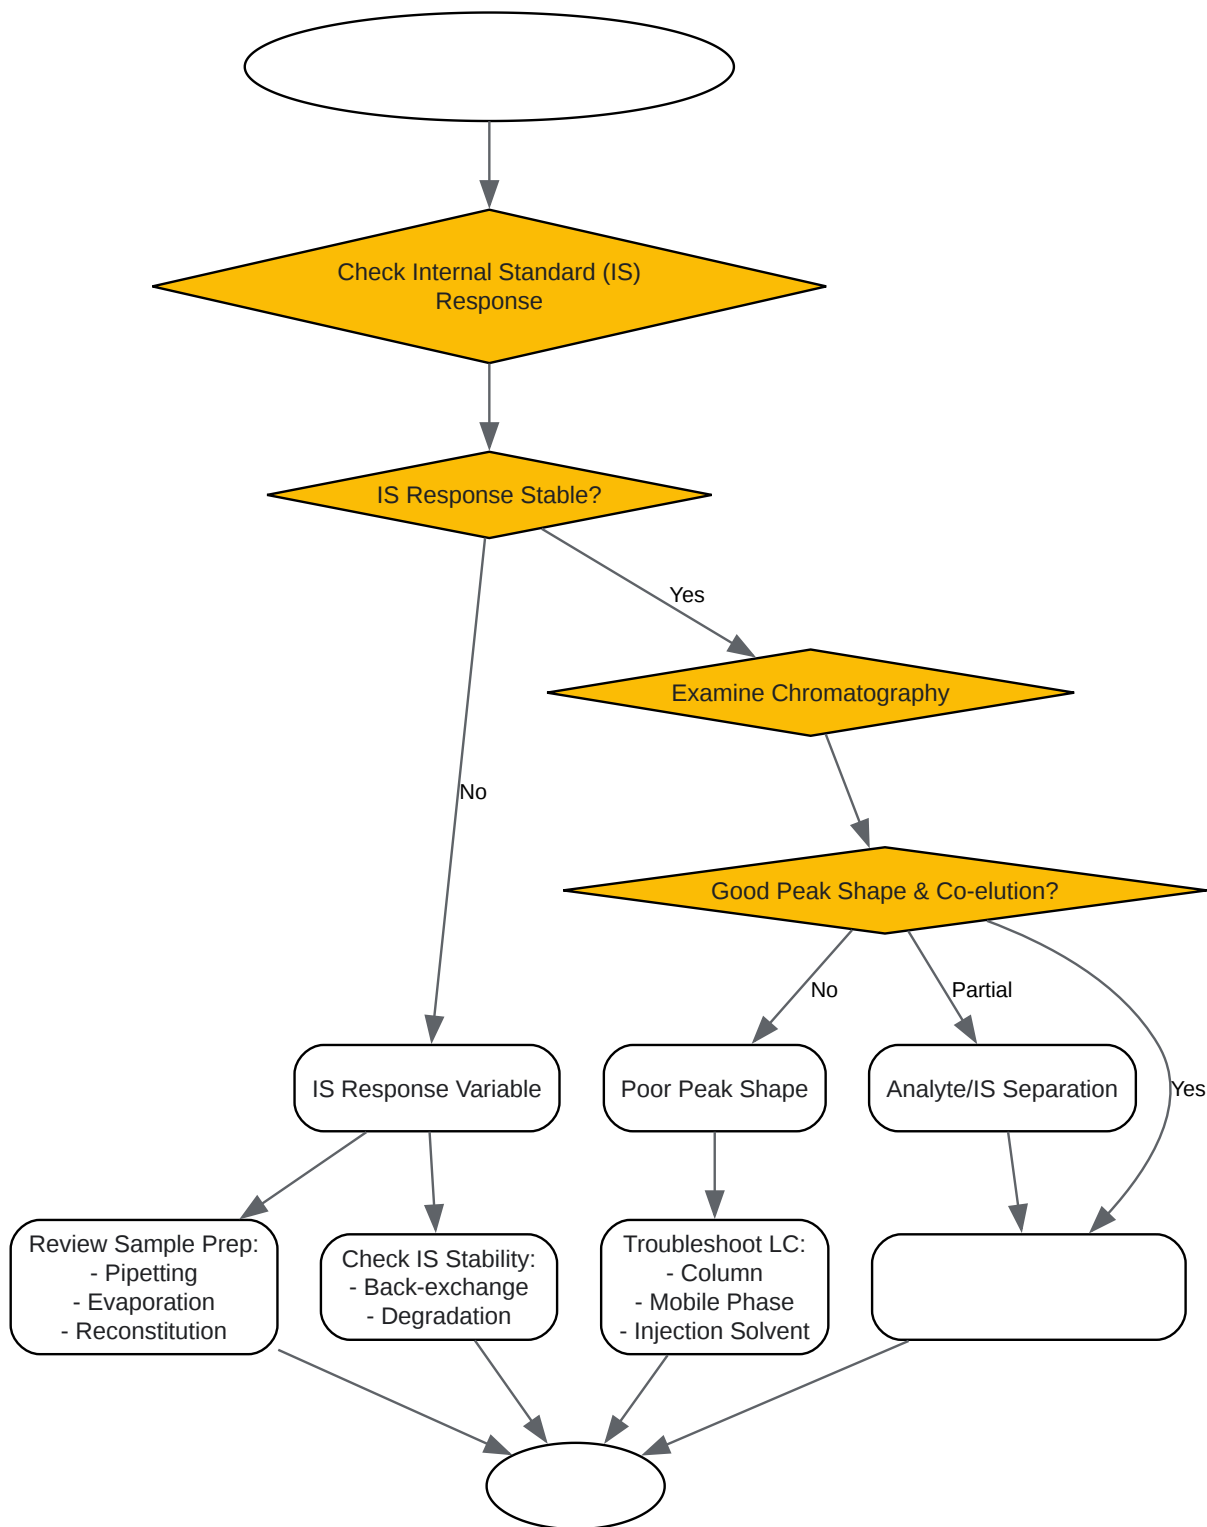 Check Internal Standard (IS)
Response
IS Response Stable?
Yes
Examine Chromatography
No
Good Peak Shape & Co-elution?
No
Partial
IS Response Variable
Poor Peak Shape
Analyte/IS Separation
Yes
Review Sample Prep:
- Pipetting
- Evaporation
- Reconstitution
Check IS Stability:
- Back-exchange
- Degradation
Troubleshoot LC:
- Column
- Mobile Phase
- Injection Solvent